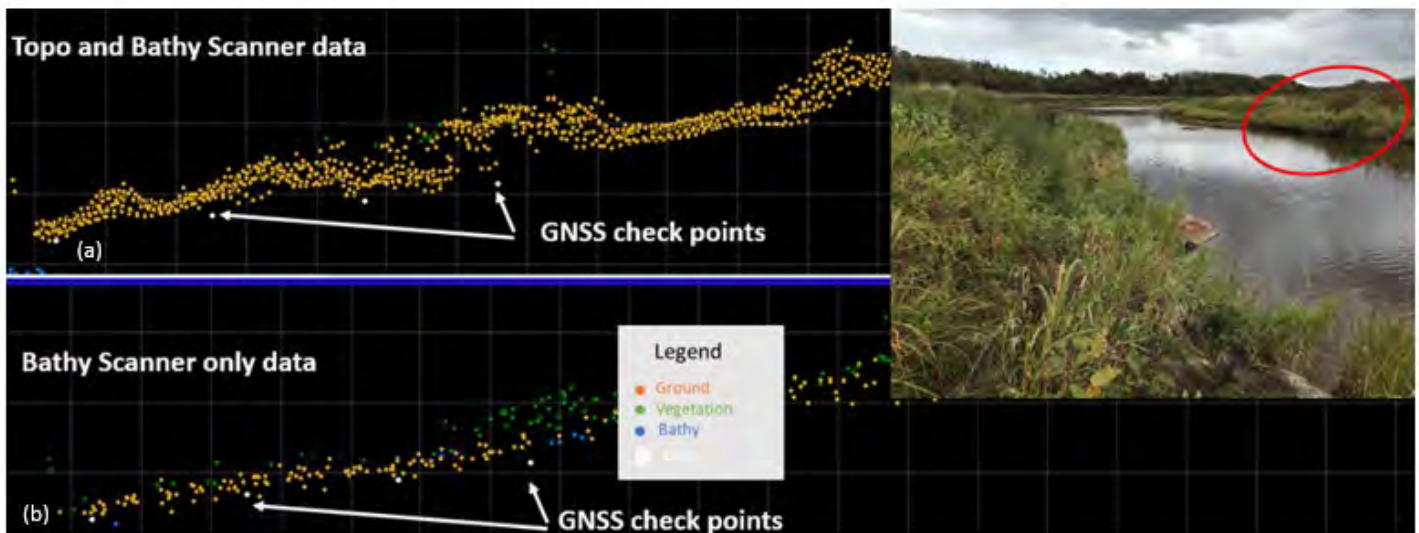 Topo and Bathy Scanner data
GNSS check points
(a)
Bathy Scanner only data
Legend
Ground
Vegetation
Bathy
GNSS check points
(b)